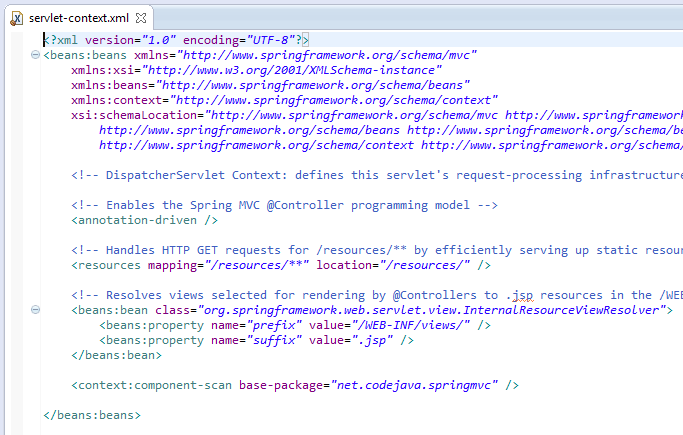 servlet-context.xml
<?xml version="1.0" encoding="UTF-8"?>
<beans:beans xmlns="http://www.springframework.org/schema/mvc"
xmlns:xsi="http://www.w3.org/2001/XMLSchema-instance"
xmlns:beans="http://www.springframework.org/schema/beans"
xmlns:context="http://www.springframework.org/schema/context"
xsi:schemaLocation="http://www.springframework.org/schema/mvc http://www.springframework
http://www.springframework.org/schema/beans http://www.springframework.org/schema/be
http://www.springframework.org/schema/context http://www.springframework.org/schema/
<!-- DispatcherServlet Context: defines this servlet's request-processing infrastructure
<!-- Enables the Spring MVC @Controller programming model -->
<annotation-driven />
<!-- Handles HTTP GET requests for /resources/** by efficiently serving up static resour
<resources mapping="/resources/**" location="/resources/" />
<!-- Resolves views selected for rendering by @Controllers to .jsp resources in the /WEB
<beans:bean class="org.springframework.web.servlet.view.InternalResourceViewResolver">
<beans:property name="prefix" value="/WEB-INF/views/" />
<beans:property name="suffix" value=".jsp" />
</beans:bean>
<context:component-scan base-package="net.codejava.springmvc" />
</beans:beans>